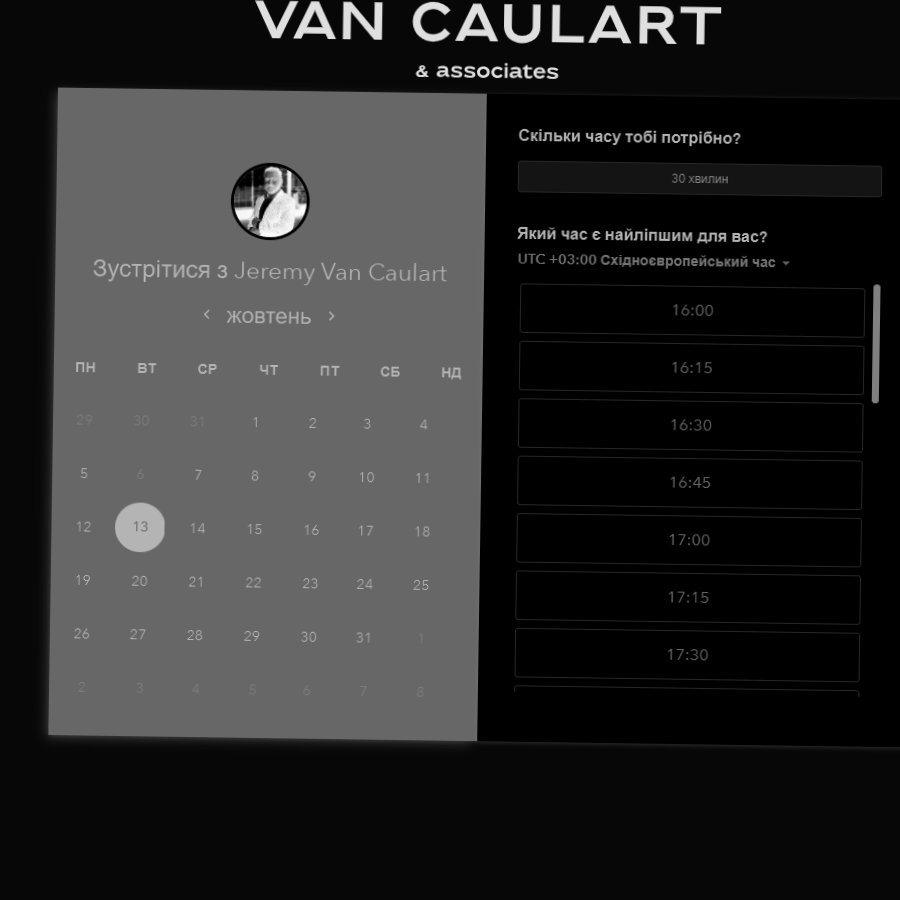 VAN CAULART
& associates
Зустрітися з Jeremy Van Caulart
жовтень
ПН ВТ СР ЧТ ПТ СБ НД
29 30 31 1 2 3 4
5 6 7 8 9 10 11
12 13 14 15 16 17 18
19 20 21 22 23 24 25
26 27 28 29 30 31 1
2 3 4 5 6 7 8
Скільки часу тобі потрібно?
30 хвилин
Який час є найліпшим для вас?
UTC +03:00 Східноєвропейський час
16:00
16:15
16:30
16:45
17:00
17:15
17:30